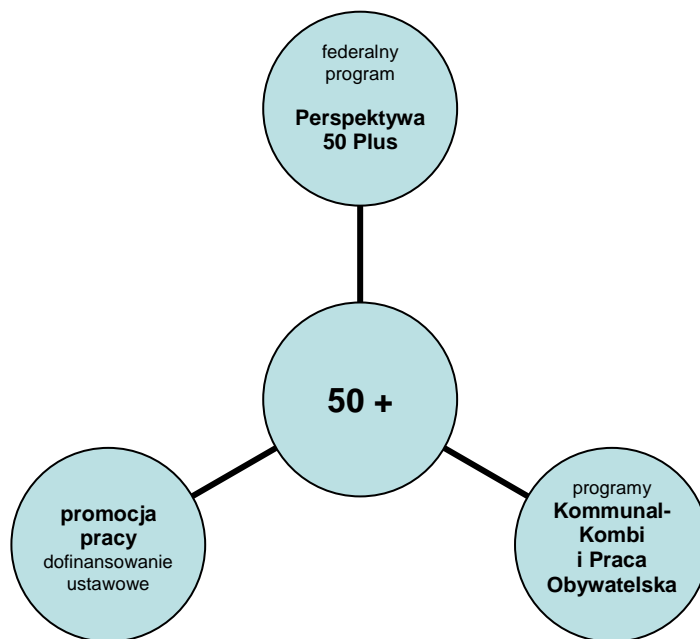 federalny
program
Perspektywa
50 Plus
50 +
promocja
pracy
dofinansowanie
ustawowe
programy
Kommunal-
Kombi
i Praca
Obywatelska